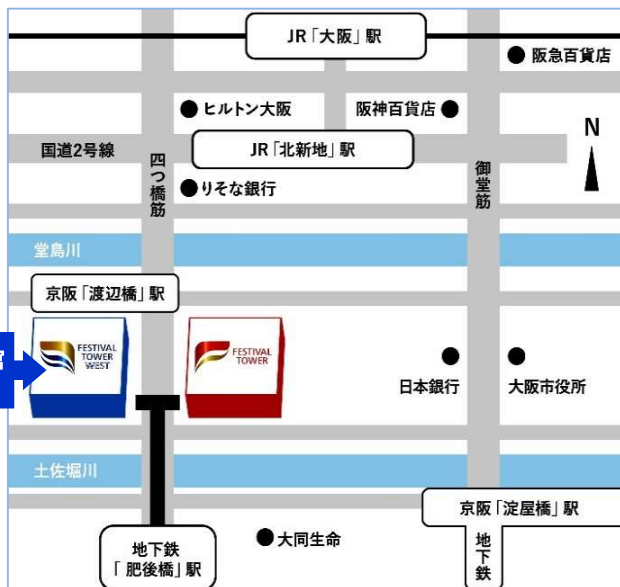 JR「大阪」駅
阪急百貨店
ヒルトン大阪
阪神百貨店
N
国道2号線
JR「北新地」駅
四つ橋筋
御堂筋
りそな銀行
堂島川
京阪「渡辺橋」駅
FESTIVAL
TOWER
WEST
FESTIVAL
TOWER
日本銀行
大阪市役所
土佐堀川
京阪「淀屋橋」駅
地下鉄
大同生命
地下鉄
「肥後橋」駅